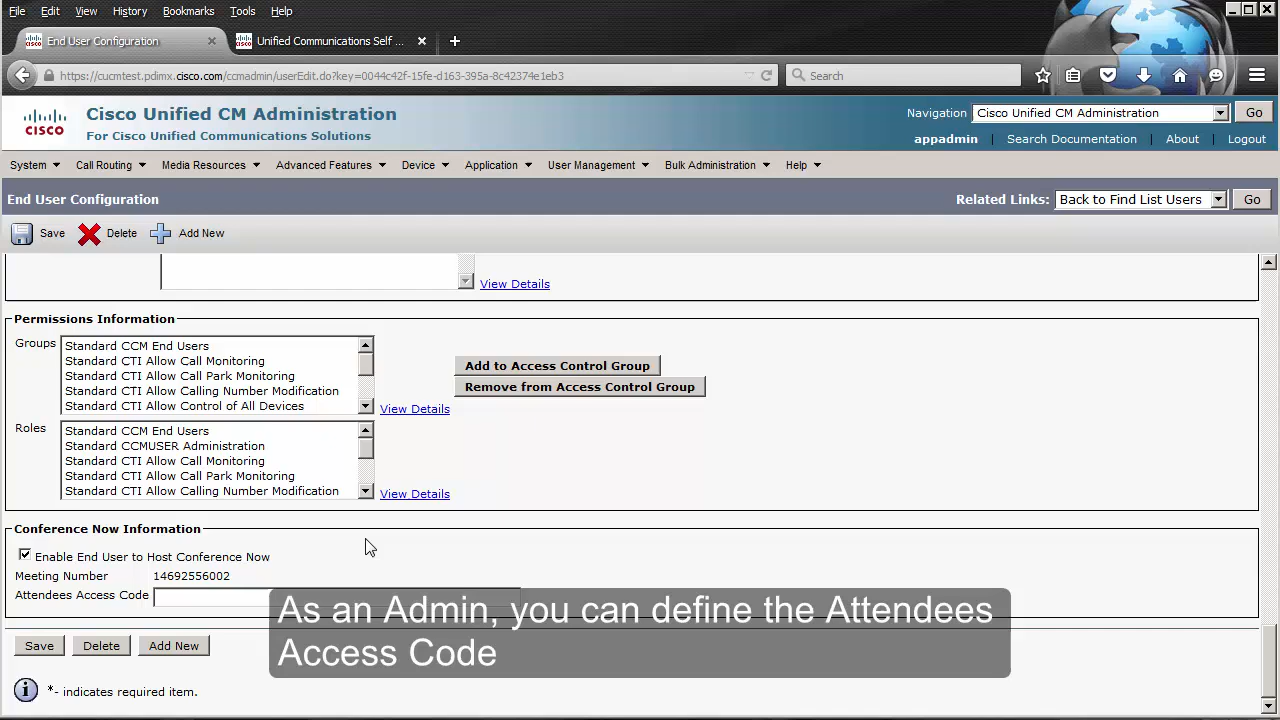 File Edit View History Bookmarks Tools Help
End User Configuration
Unified Communications Self ...
https://cucmtest.pdimx.cisco.com/ccmadmin/userEdit.do?key=0044c42f-15fe-d163-395a-8c42374e1eb3
Search
CISCO
Cisco Unified CM Administration
For Cisco Unified Communications Solutions
Navigation Cisco Unified CM Administration Go
appadmin | Search Documentation | About | Logout
System Call Routing Media Resources Advanced Features Device Application User Management Bulk Administration Help
End User Configuration
Related Links: Back to Find List Users Go
Save Delete Add New
View Details
Permissions Information
Groups
Standard CCM End Users
Standard CTI Allow Call Monitoring
Standard CTI Allow Call Park Monitoring
Standard CTI Allow Calling Number Modification
Standard CTI Allow Control of All Devices
View Details
Add to Access Control Group
Remove from Access Control Group
Roles
Standard CCM End Users
Standard CCMUSER Administration
Standard CTI Allow Call Monitoring
Standard CTI Allow Call Park Monitoring
Standard CTI Allow Calling Number Modification
View Details
Conference Now Information
Enable End User to Host Conference Now
Meeting Number 14692556002
Attendees Access Code
As an Admin, you can define the Attendees
Access Code
Save Delete Add New
*- indicates required item.